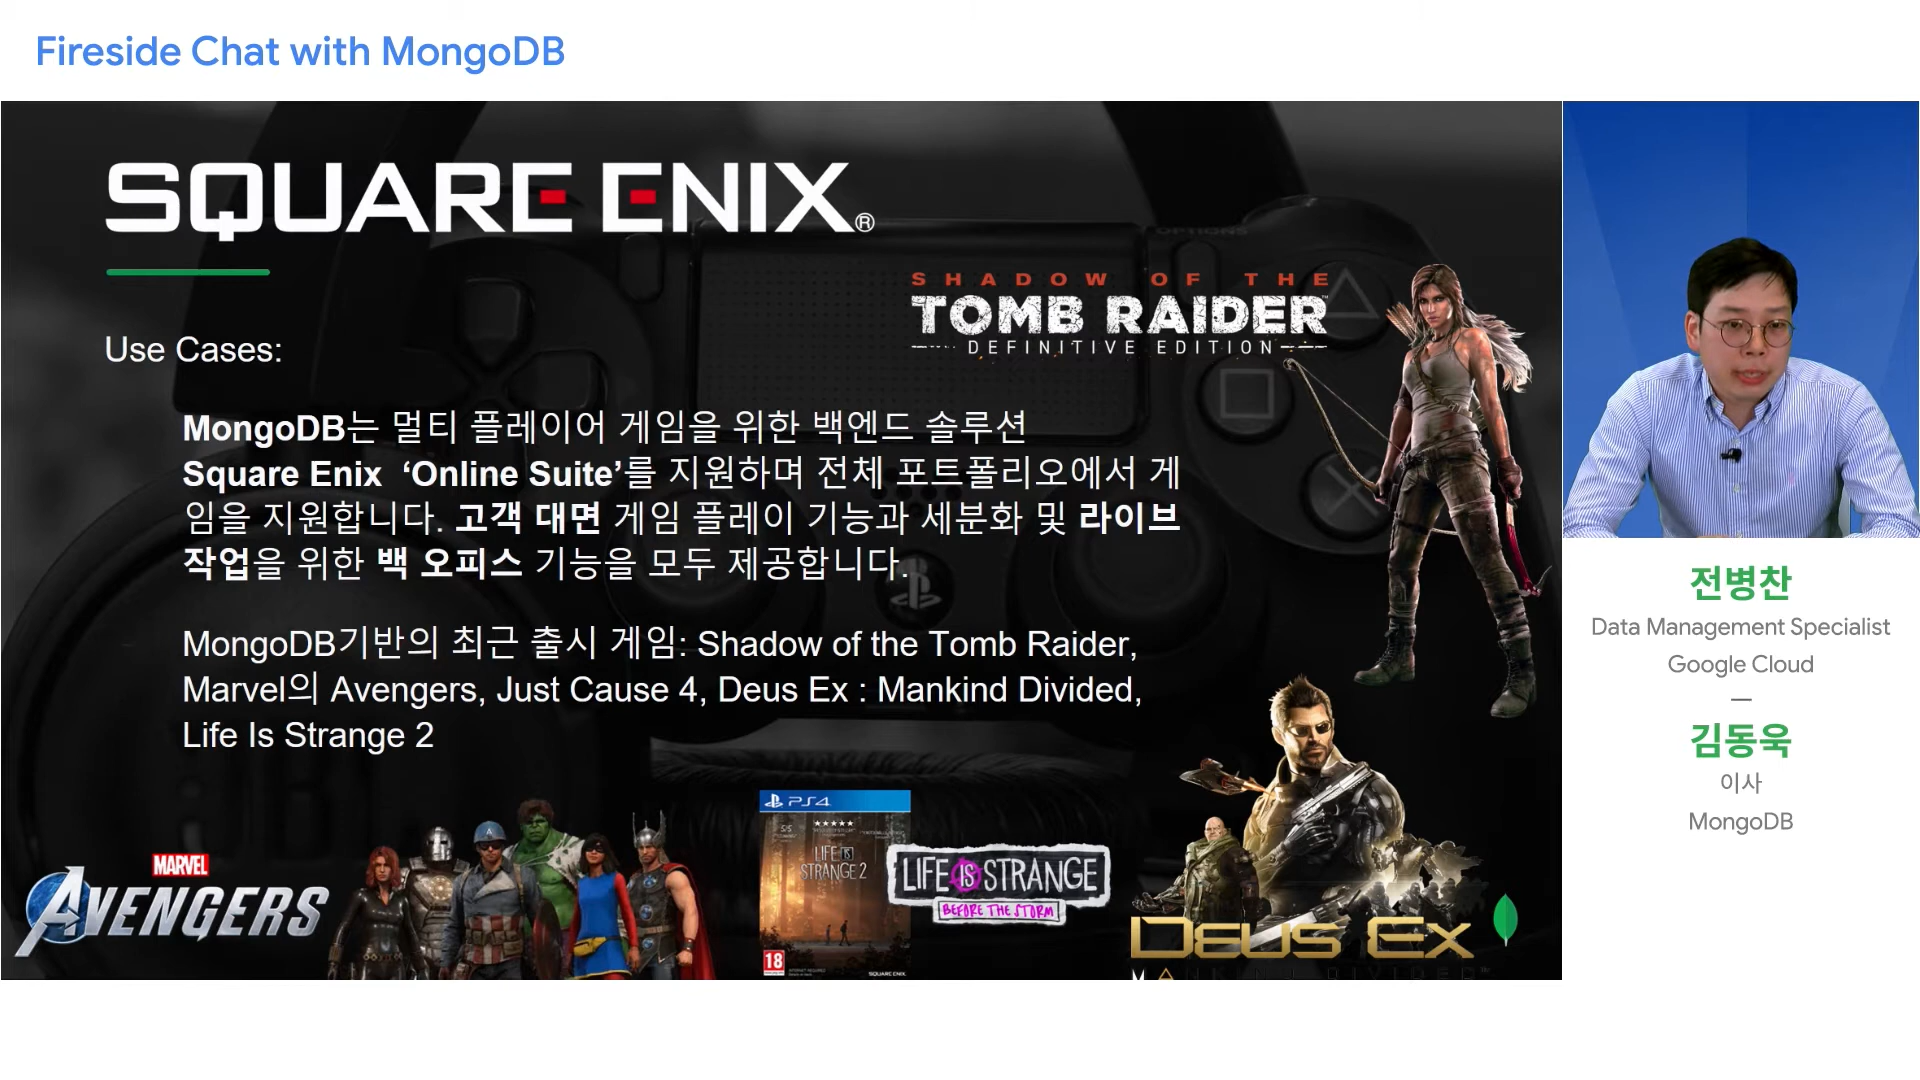 Fireside Chat with MongoDB
SQUARE ENIX®
Use Cases:
SHADOW OF THE
TOMB RAIDER
DEFINITIVE EDITION
OPTIONS
MongoDB는 멀티 플레이어 게임을 위한 백엔드 솔루션
Square Enix ‘Online Suite’를 지원하며 전체 포트폴리오에서 게
임을 지원합니다. 고객 대면 게임 플레이 기능과 세분화 및 라이브
작업을 위한 백 오피스 기능을 모두 제공합니다.
MongoDB기반의 최근 출시 게임: Shadow of the Tomb Raider,
Marvel의 Avengers, Just Cause 4, Deus Ex : Mankind Divided,
Life Is Strange 2
MARVEL
AVENGERS
PS4
LIFE IS
STRANGE 2
18
SQUARE ENIX
LIFE IS STRANGE
BEFORE THE STORM
DEUS EX
전병찬
Data Management Specialist
Google Cloud
—
김동욱
이사
MongoDB